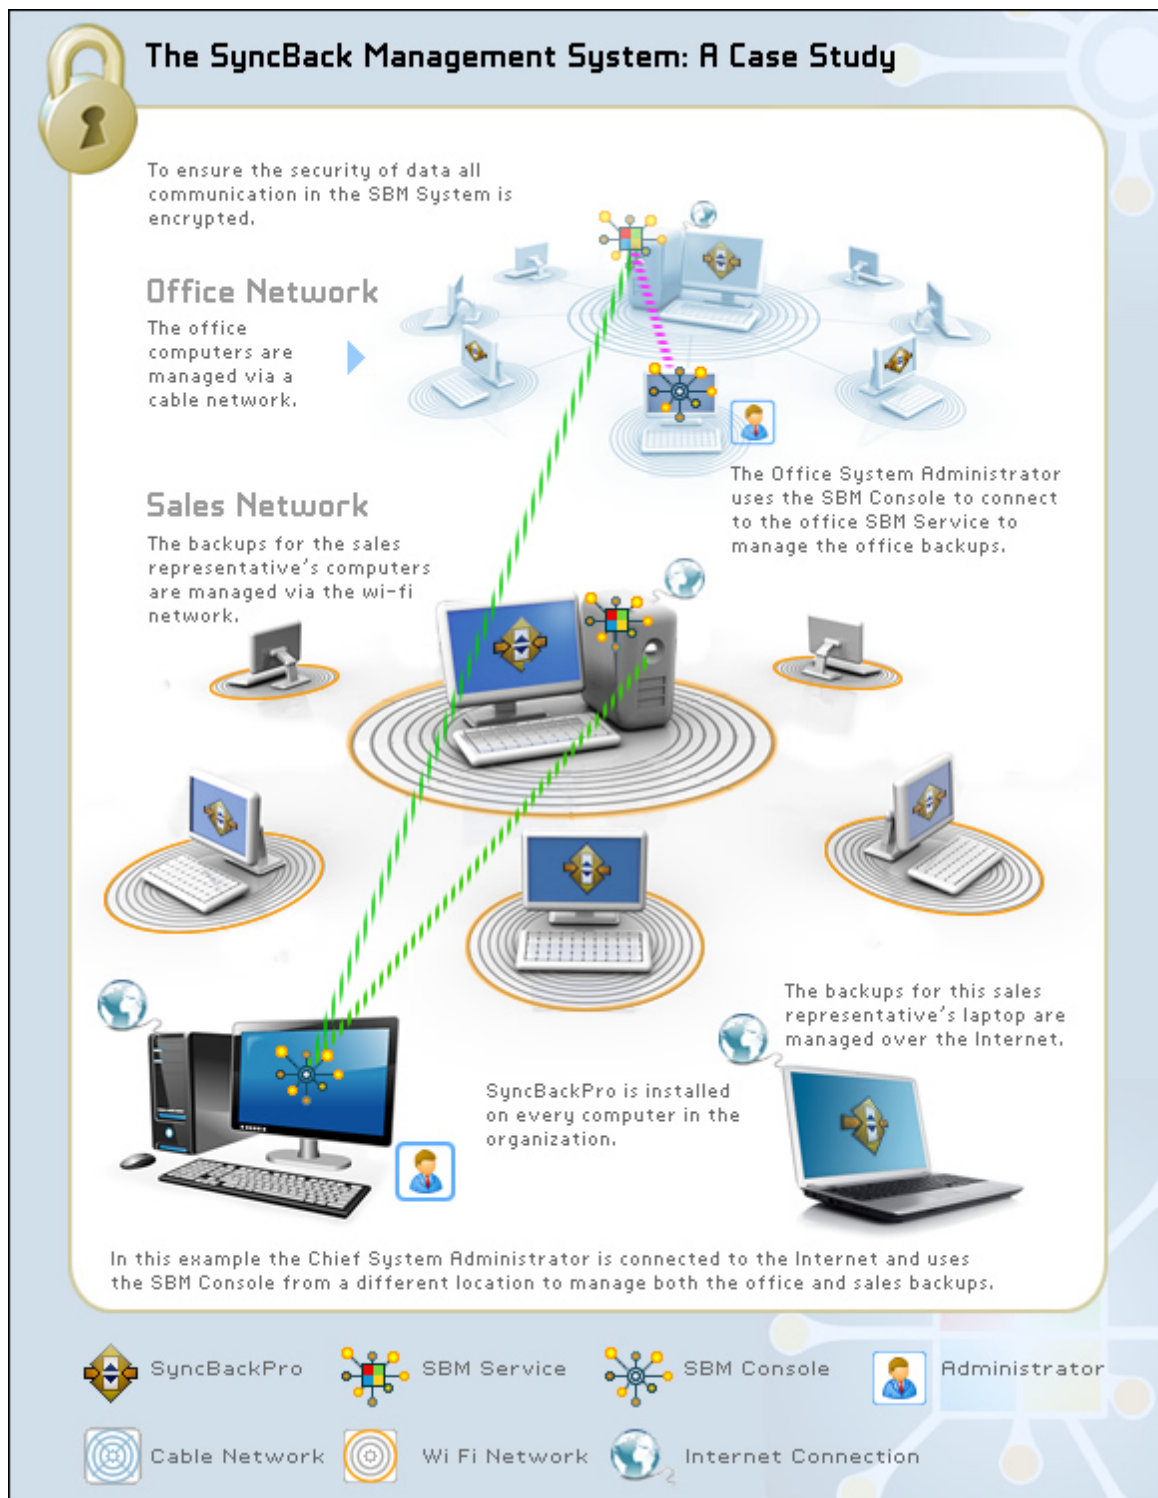 The SyncBack Management System: A Case Study
To ensure the security of data all
communication in the SBM System is
encrypted.
Office Network
The office
computers are
managed via a
cable network.
The Office System Administrator
uses the SBM Console to connect
to the office SBM Service to
manage the office backups.
Sales Network
The backups for the sales
representative's computers
are managed via the wi-fi
network.
The backups for this sales
representative's laptop are
managed over the Internet.
SyncBackPro is installed
on every computer in the
organization.
In this example the Chief System Administrator is connected to the Internet and uses
the SBM Console from a different location to manage both the office and sales backups.
SyncBackPro
SBM Service
SBM Console
Administrator
Cable Network
Wi Fi Network
Internet Connection